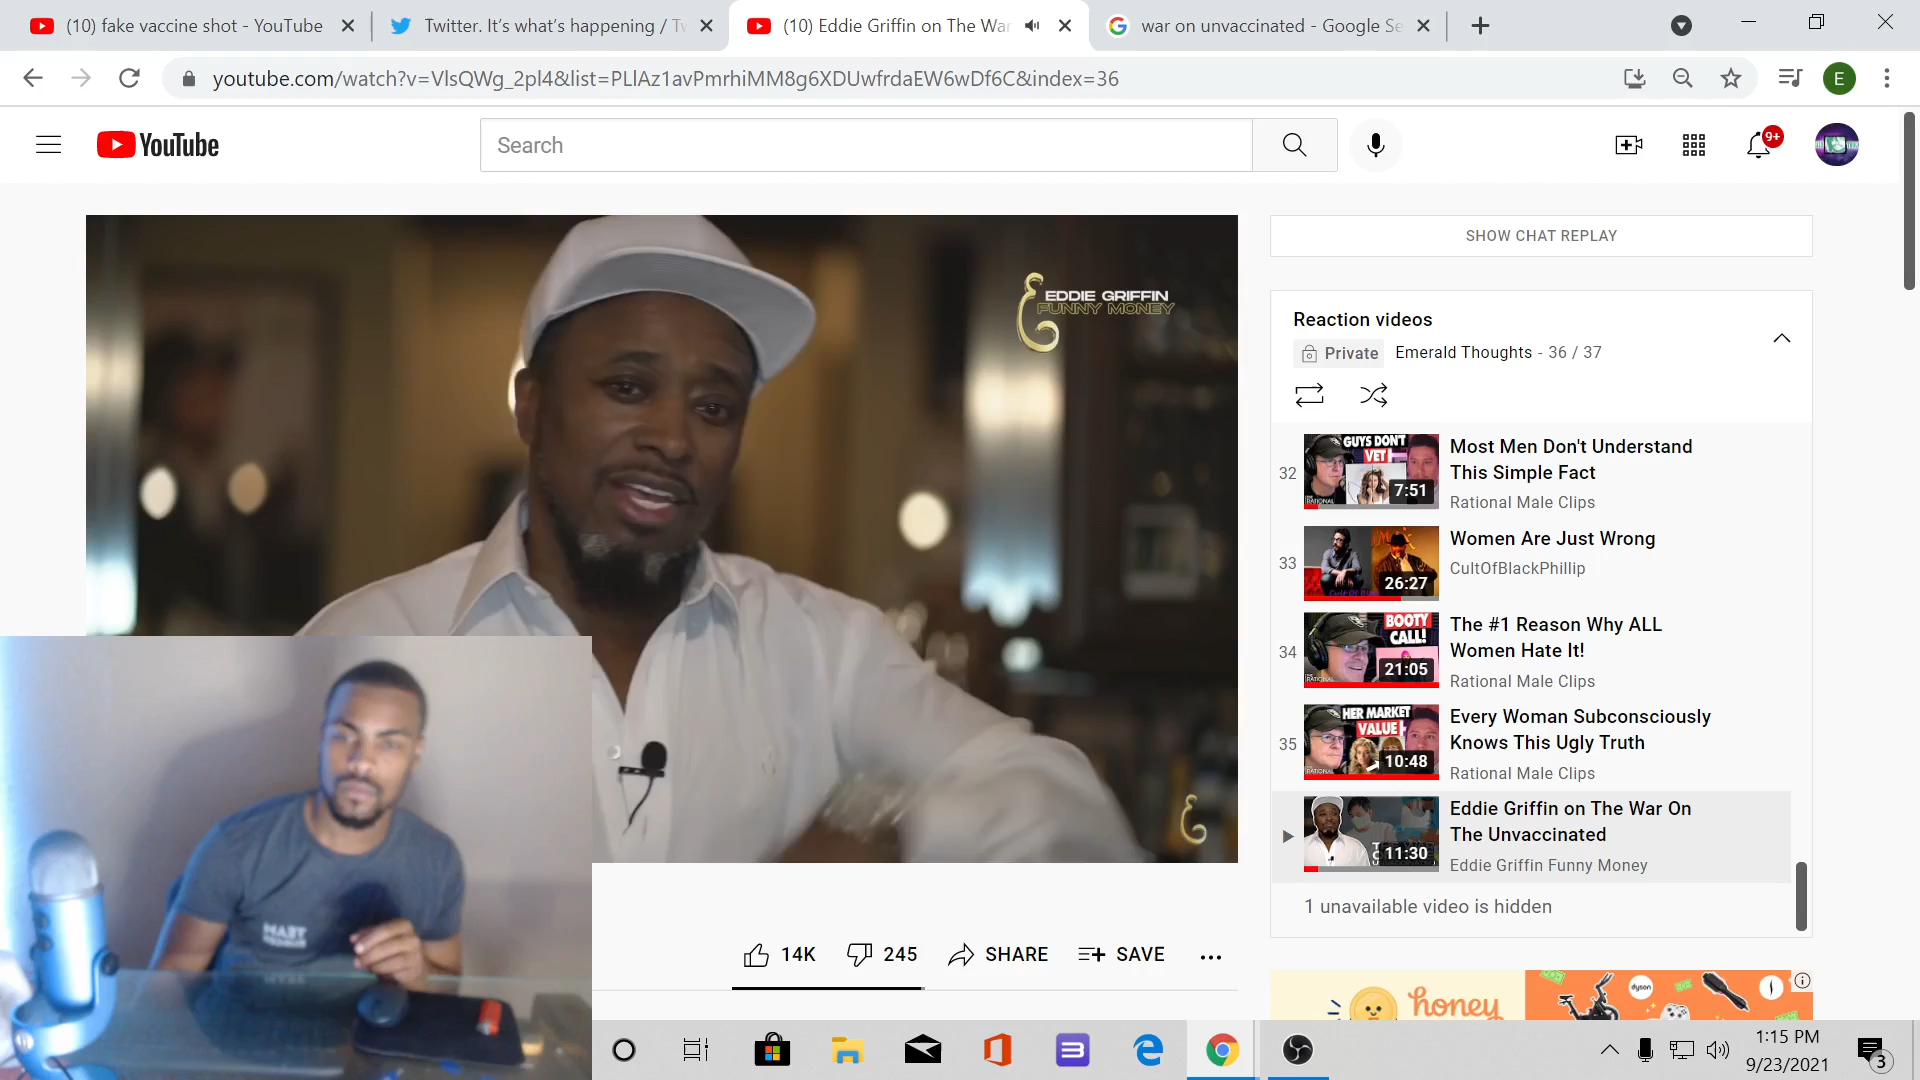 (10) fake vaccine shot - YouTube
Twitter. It's what's happening / Tw
(10) Eddie Griffin on The War
war on unvaccinated - Google Se
youtube.com/watch?v=VlsQWg_2pl4&list=PLlAz1avPmrhiMM8g6XDUwfrdaEW6wDf6C&index=36
E
YouTube
Search
9+
EDDIE GRIFFIN
FUNNY MONEY
SHOW CHAT REPLAY
Reaction videos
Private Emerald Thoughts - 36 / 37
32
GUYS DON'T
VET
7:51
Most Men Don't Understand
This Simple Fact
Rational Male Clips
33
26:27
Women Are Just Wrong
CultOfBlackPhillip
34
BOOTY
CALL!
21:05
The #1 Reason Why ALL
Women Hate It!
Rational Male Clips
35
HER MARKET
VALUE
10:48
Every Woman Subconsciously
Knows This Ugly Truth
Rational Male Clips
11:30
Eddie Griffin on The War On
The Unvaccinated
Eddie Griffin Funny Money
1 unavailable video is hidden
14K
245
SHARE
SAVE
honey
dyson
1:15 PM
9/23/2021
3